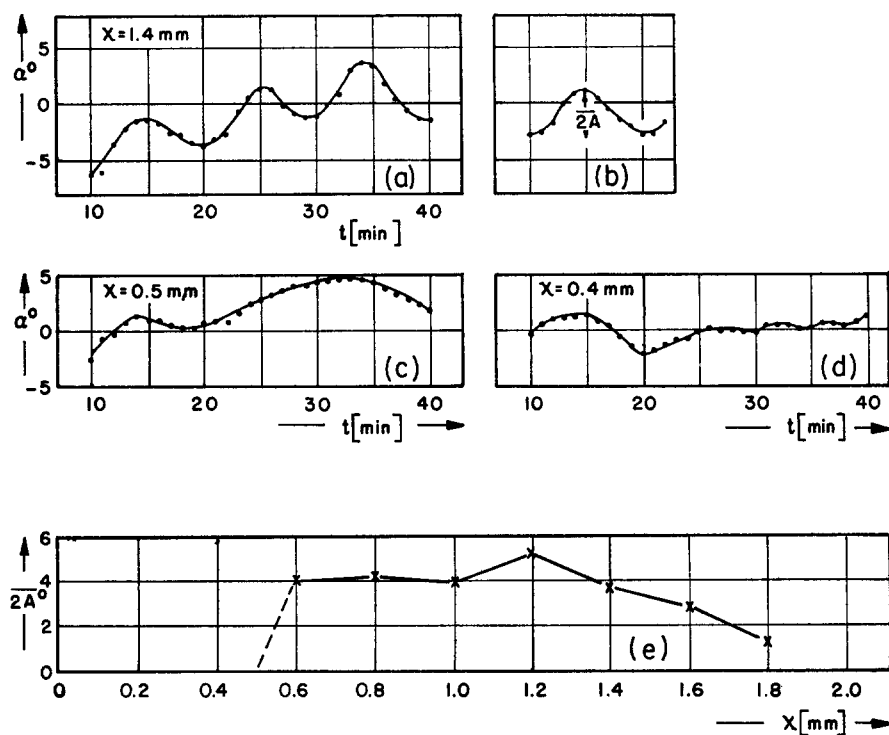 χ = 1.4 mm
α°
5
0
−5
(a)
10 20 30 40
t[min]
2A
(b)
χ = 0.5 mm
α°
5
0
−5
(c)
10 20 30 40
t[min]
χ = 0.4 mm
(d)
10 20 30 40
t[min]
2A°
6
4
2
0
(e)
0 0.2 0.4 0.6 0.8 1.0 1.2 1.4 1.6 1.8 2.0
χ[mm]